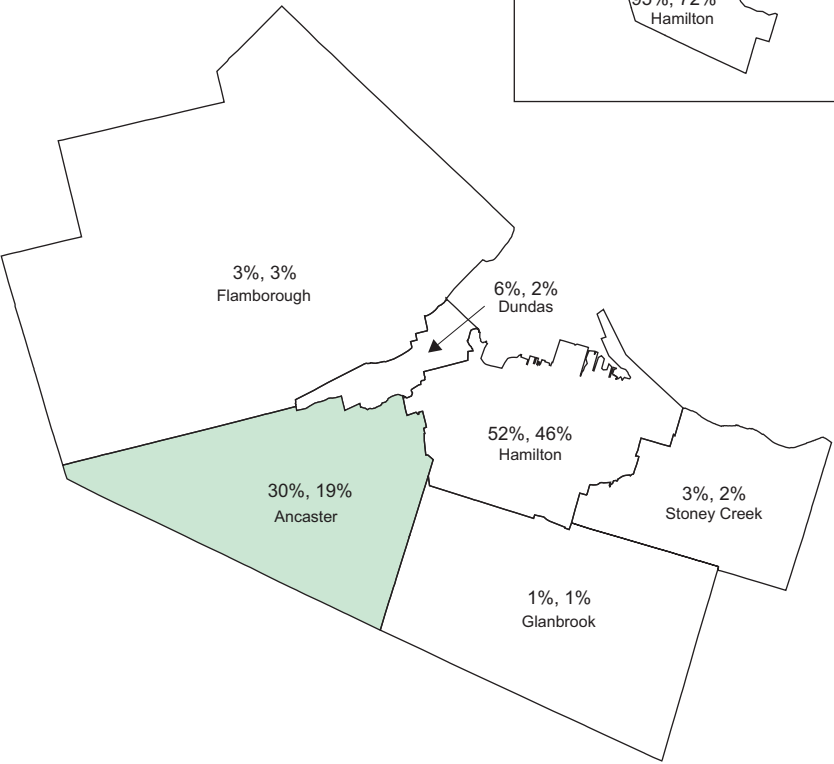 Hamilton
3%, 3%
Flamborough
6%, 2%
Dundas
52%, 46%
Hamilton
30%, 19%
Ancaster
3%, 2%
Stoney Creek
1%, 1%
Glanbrook